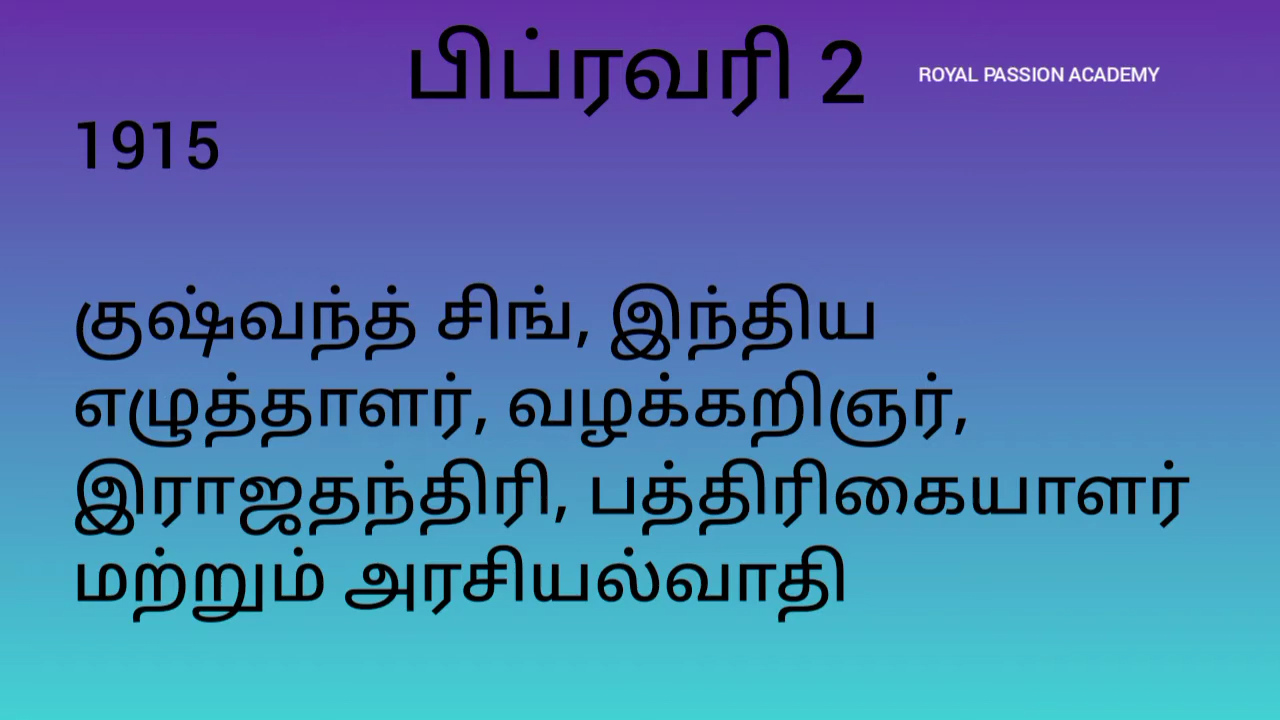 பிப்ரவரி 2
ROYAL PASSION ACADEMY
1915
குஷ்வந்த் சிங், இந்திய
எழுத்தாளர், வழக்கறிஞர்,
இராஜதந்திரி, பத்திரிகையாளர்
மற்றும் அரசியல்வாதி